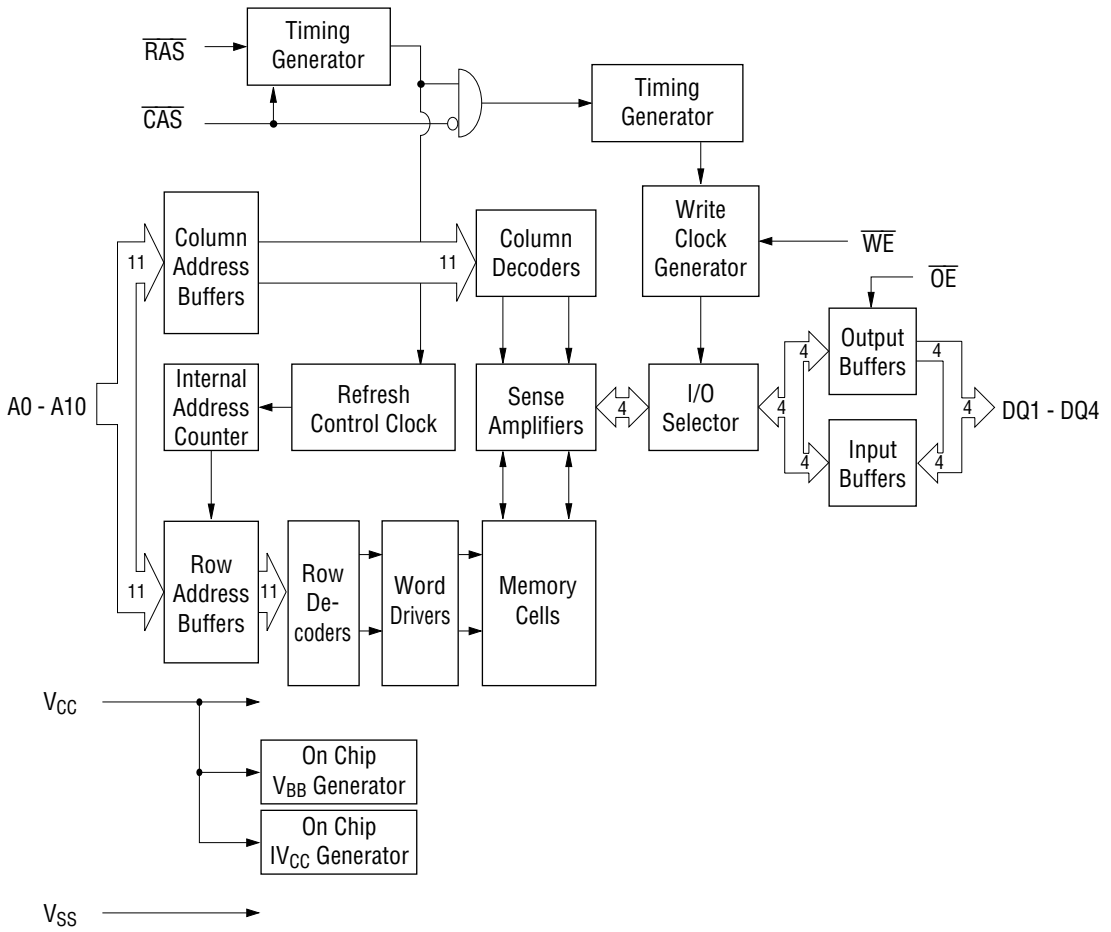 RAS
Timing
Generator
CAS
Timing
Generator
Column
Address
Buffers
11
11
Column
Decoders
Write
Clock
Generator
WE
OE
Output
Buffers
4
4
A0 - A10
Internal
Address
Counter
Refresh
Control Clock
Sense
Amplifiers
4
I/O
Selector
4
4
DQ1 - DQ4
Input
Buffers
4
4
11
Row
Address
Buffers
11
Row
De-
coders
Word
Drivers
Memory
Cells
VCC
On Chip
VBB Generator
On Chip
IVCC Generator
VSS